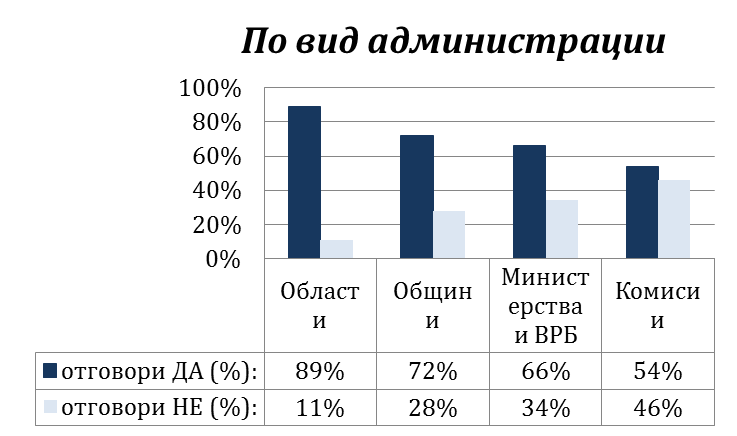 По вид администрации
100%
80%
60%
40%
20%
0%
Област
и
Общин
и
Минист
ерства
и ВРБ
Комиси
и
отговори ДА (%): 89% 72% 66% 54%
отговори НЕ (%): 11% 28% 34% 46%